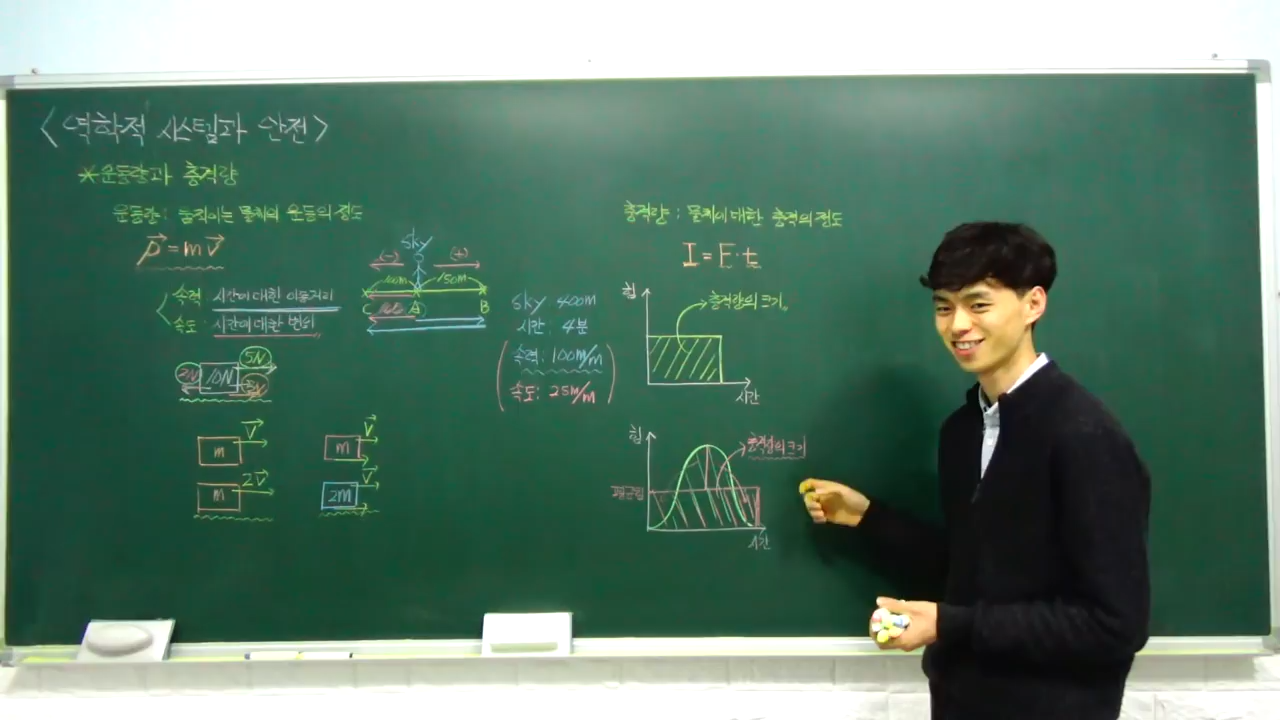 <역학적 시스템과 안전>
*운동량과 충격량
운동량 : 움직이는 물체의 운동의 정도
p = mv
속력 : 시간에 대한 이동거리
속도 : 시간에 대한 변위
sky
(-) (+)
100m 150m
C A B
sky : 400m
시간 : 4분
속력 : 100m/m
속도 : 25m/m
5N
10N
m v
2v
m
m v
2m v
충격량 : 물체에 대한 충격의 정도
I = F·t
힘
충격량의 크기
시간
힘
충격량의 크기
평균힘
시간